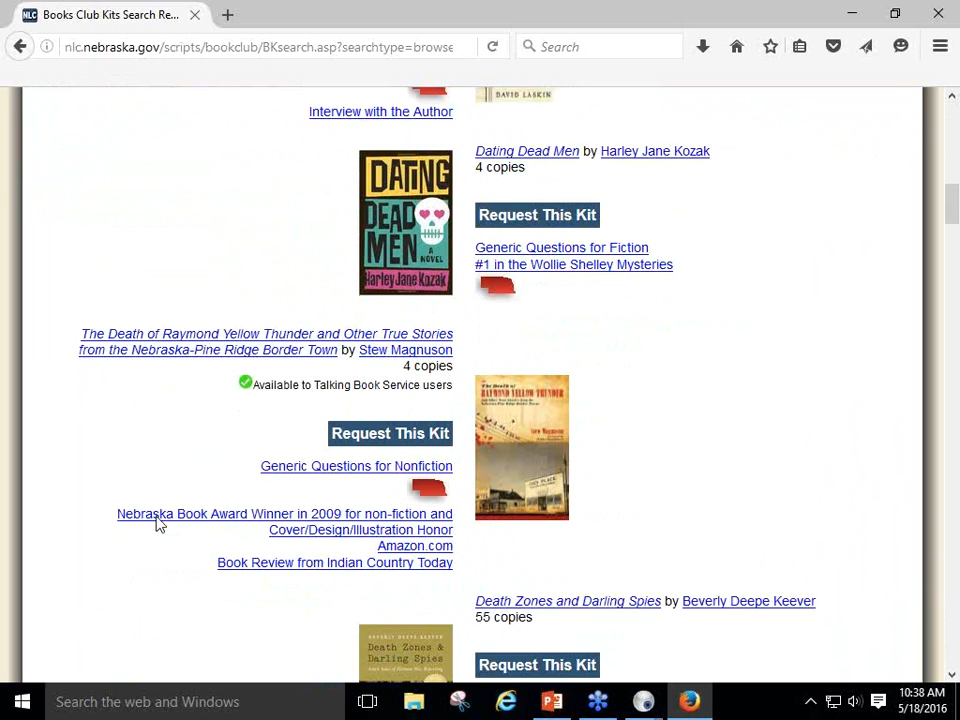 NLC Books Club Kits Search Re...
nlc.nebraska.gov/scripts/bookclub/BKsearch.asp?searchtype=browse
Search
Interview with the Author
DAVID LASKIN
Dating Dead Men by Harley Jane Kozak
4 copies
DATING
DEAD
MEN
A
NOVEL
Harley Jane Kozak
Request This Kit
Generic Questions for Fiction
#1 in the Wollie Shelley Mysteries
The Death of Raymond Yellow Thunder and Other True Stories
from the Nebraska-Pine Ridge Border Town by Stew Magnuson
4 copies
Available to Talking Book Service users
The Death of
RAYMOND YELLOW THUNDER
Request This Kit
Generic Questions for Nonfiction
Nebraska Book Award Winner in 2009 for non-fiction and
Cover/Design/Illustration Honor
Amazon.com
Book Review from Indian Country Today
Death Zones and Darling Spies by Beverly Deepe Keever
55 copies
BEVERLY DEEPE KEEVER
Death Zones &
Darling Spies
Request This Kit
Search the web and Windows
10:38 AM
5/18/2016